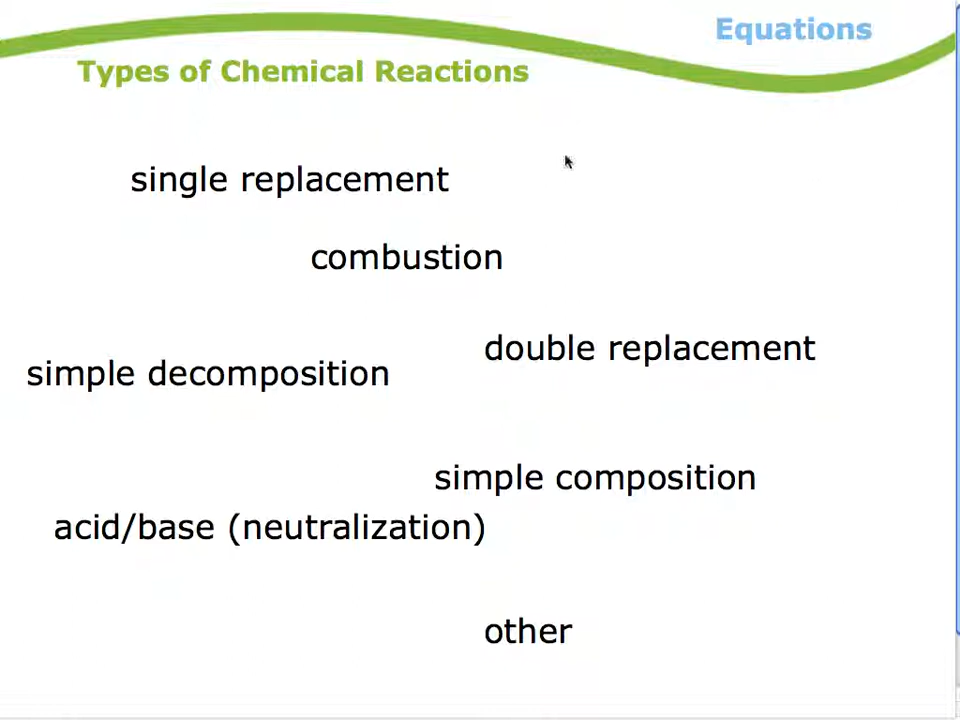 Equations
Types of Chemical Reactions
single replacement
combustion
double replacement
simple decomposition
simple composition
acid/base (neutralization)
other